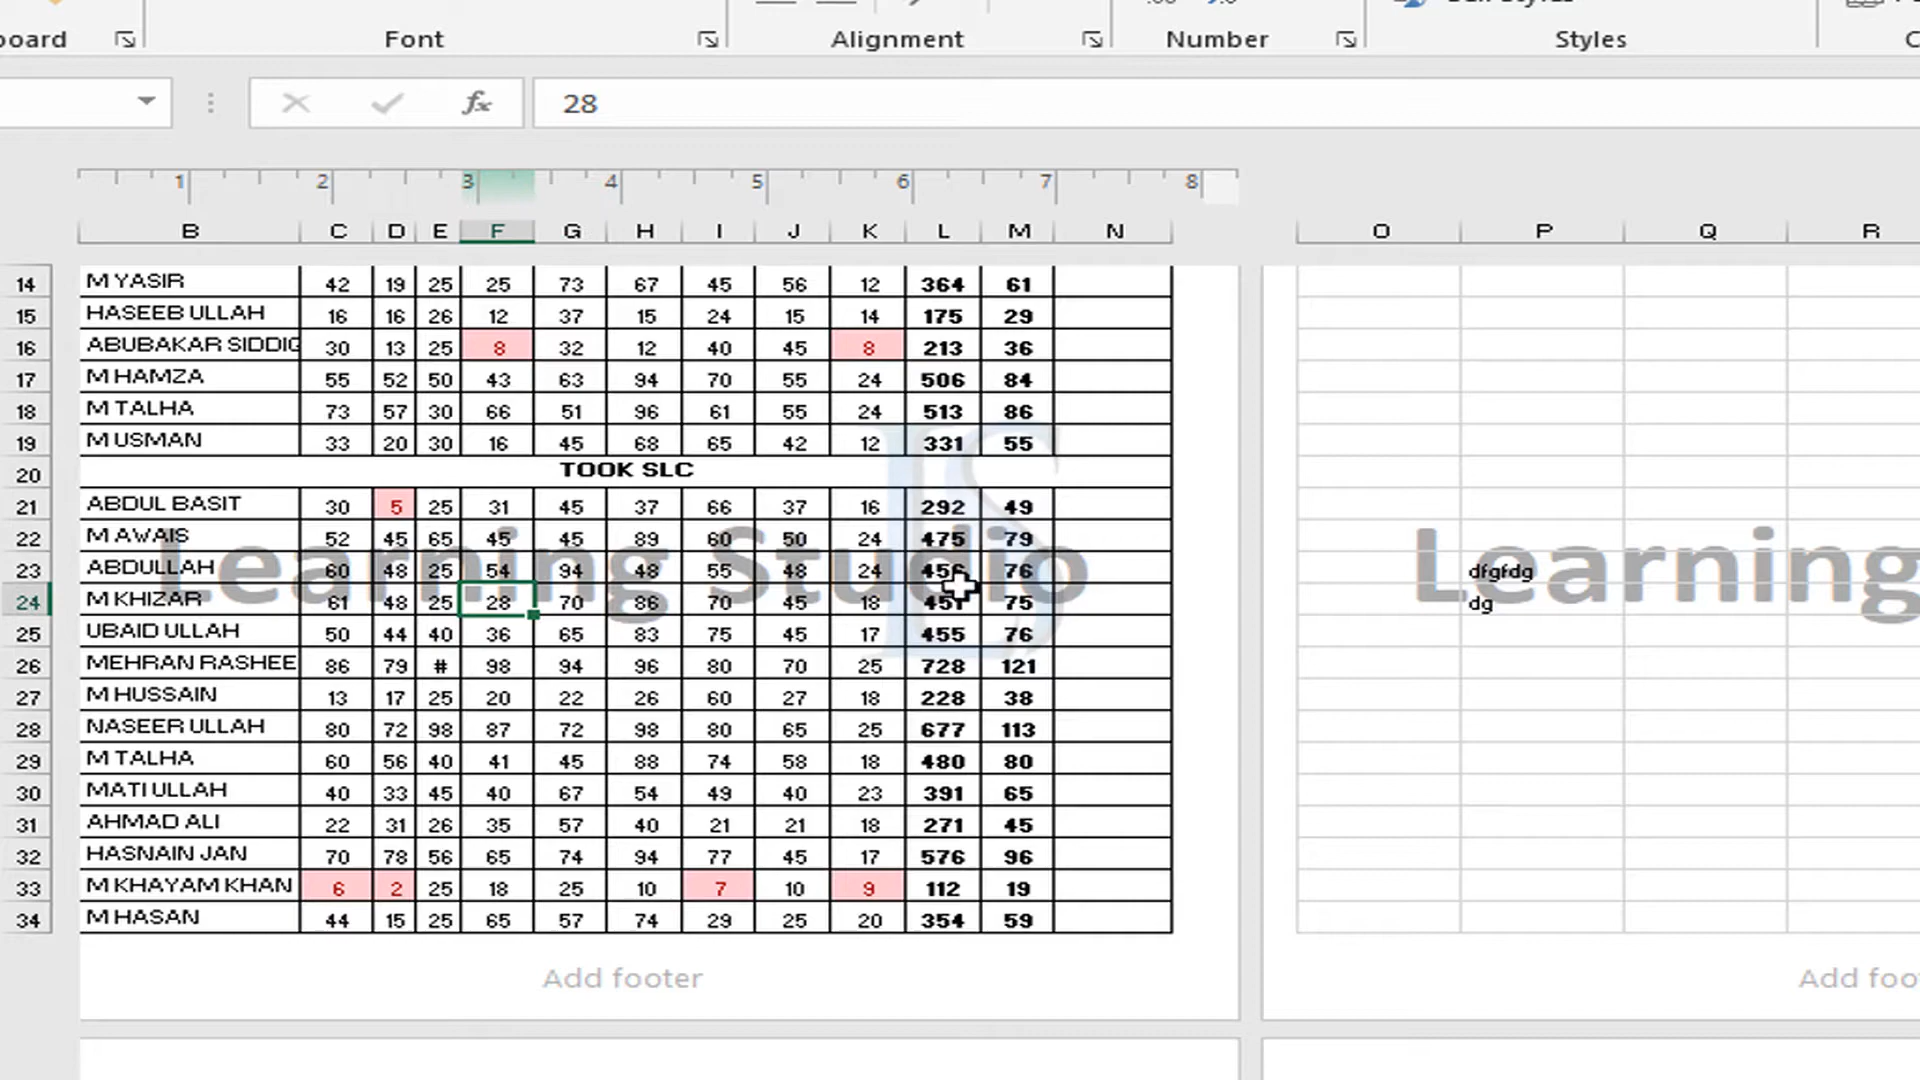 Font Alignment Number Styles
28
1 2 3 4 5 6 7 8
B C D E F G H I J K L M N O P Q R
14 M YASIR 42 19 25 25 73 67 45 56 12 364 61
15 HASEEB ULLAH 16 16 26 12 37 15 24 15 14 175 29
16 ABUBAKAR SIDDIQ 30 13 25 8 32 12 40 45 8 213 36
17 M HAMZA 55 52 50 43 63 94 70 55 24 506 84
18 M TALHA 73 57 30 66 51 96 61 55 24 513 86
19 M USMAN 33 20 30 16 45 68 65 42 12 331 55
20 TOOK SLC
21 ABDUL BASIT 30 5 25 31 45 37 66 37 16 292 49
22 M AWAIS 52 45 65 45 45 89 60 50 24 475 79
23 ABDULLAH 60 48 25 54 94 48 55 48 24 456 76 dfgfdg
24 M KHIZAR 61 48 25 28 70 86 70 45 18 451 75 dg
Learning Studio Learning
25 UBAID ULLAH 50 44 40 36 65 83 75 45 17 455 76
26 MEHRAN RASHEE 86 79 # 98 94 96 80 70 25 728 121
27 M HUSSAIN 13 17 25 20 22 26 60 27 18 228 38
28 NASEER ULLAH 80 72 98 87 72 98 80 65 25 677 113
29 M TALHA 60 56 40 41 45 88 74 58 18 480 80
30 MATI ULLAH 40 33 45 40 67 54 49 40 23 391 65
31 AHMAD ALI 22 31 26 35 57 40 21 21 18 271 45
32 HASNAIN JAN 70 78 56 65 74 94 77 45 17 576 96
33 M KHAYAM KHAN 6 2 25 18 25 10 7 10 9 112 19
34 M HASAN 44 15 25 65 57 74 29 25 20 354 59
Add footer Add foo